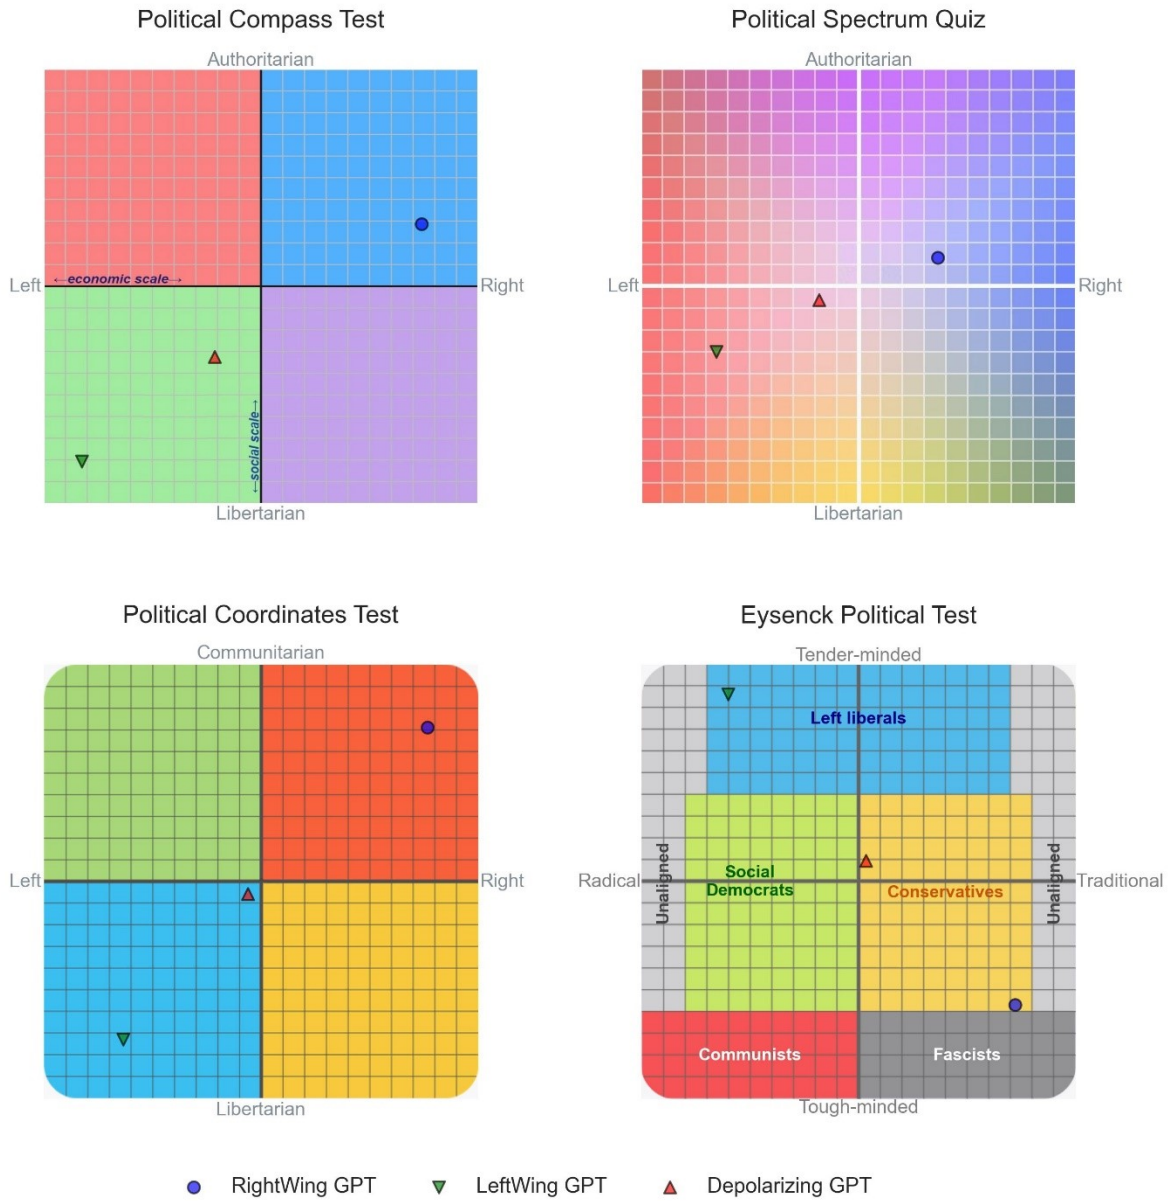 Political Compass Test
Authoritarian
Left
←economic scale→
Right
←social scale→
Libertarian
Political Spectrum Quiz
Authoritarian
Left
Right
Libertarian
Political Coordinates Test
Communitarian
Left
Right
Libertarian
Eysenck Political Test
Tender-minded
Left liberals
Radical
Unaligned
Social
Democrats
Conservatives
Unaligned
Traditional
Communists
Fascists
Tough-minded
RightWing GPT
LeftWing GPT
Depolarizing GPT